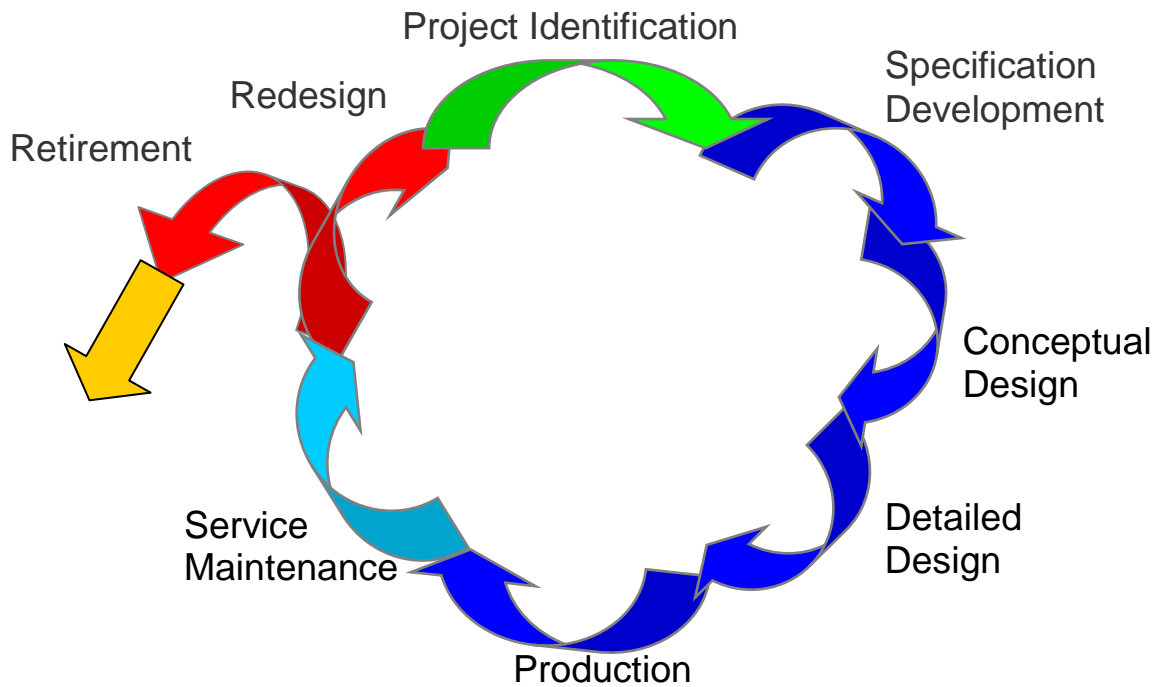 Project Identification
Specification
Development
Redesign
Retirement
Conceptual
Design
Detailed
Design
Service
Maintenance
Production